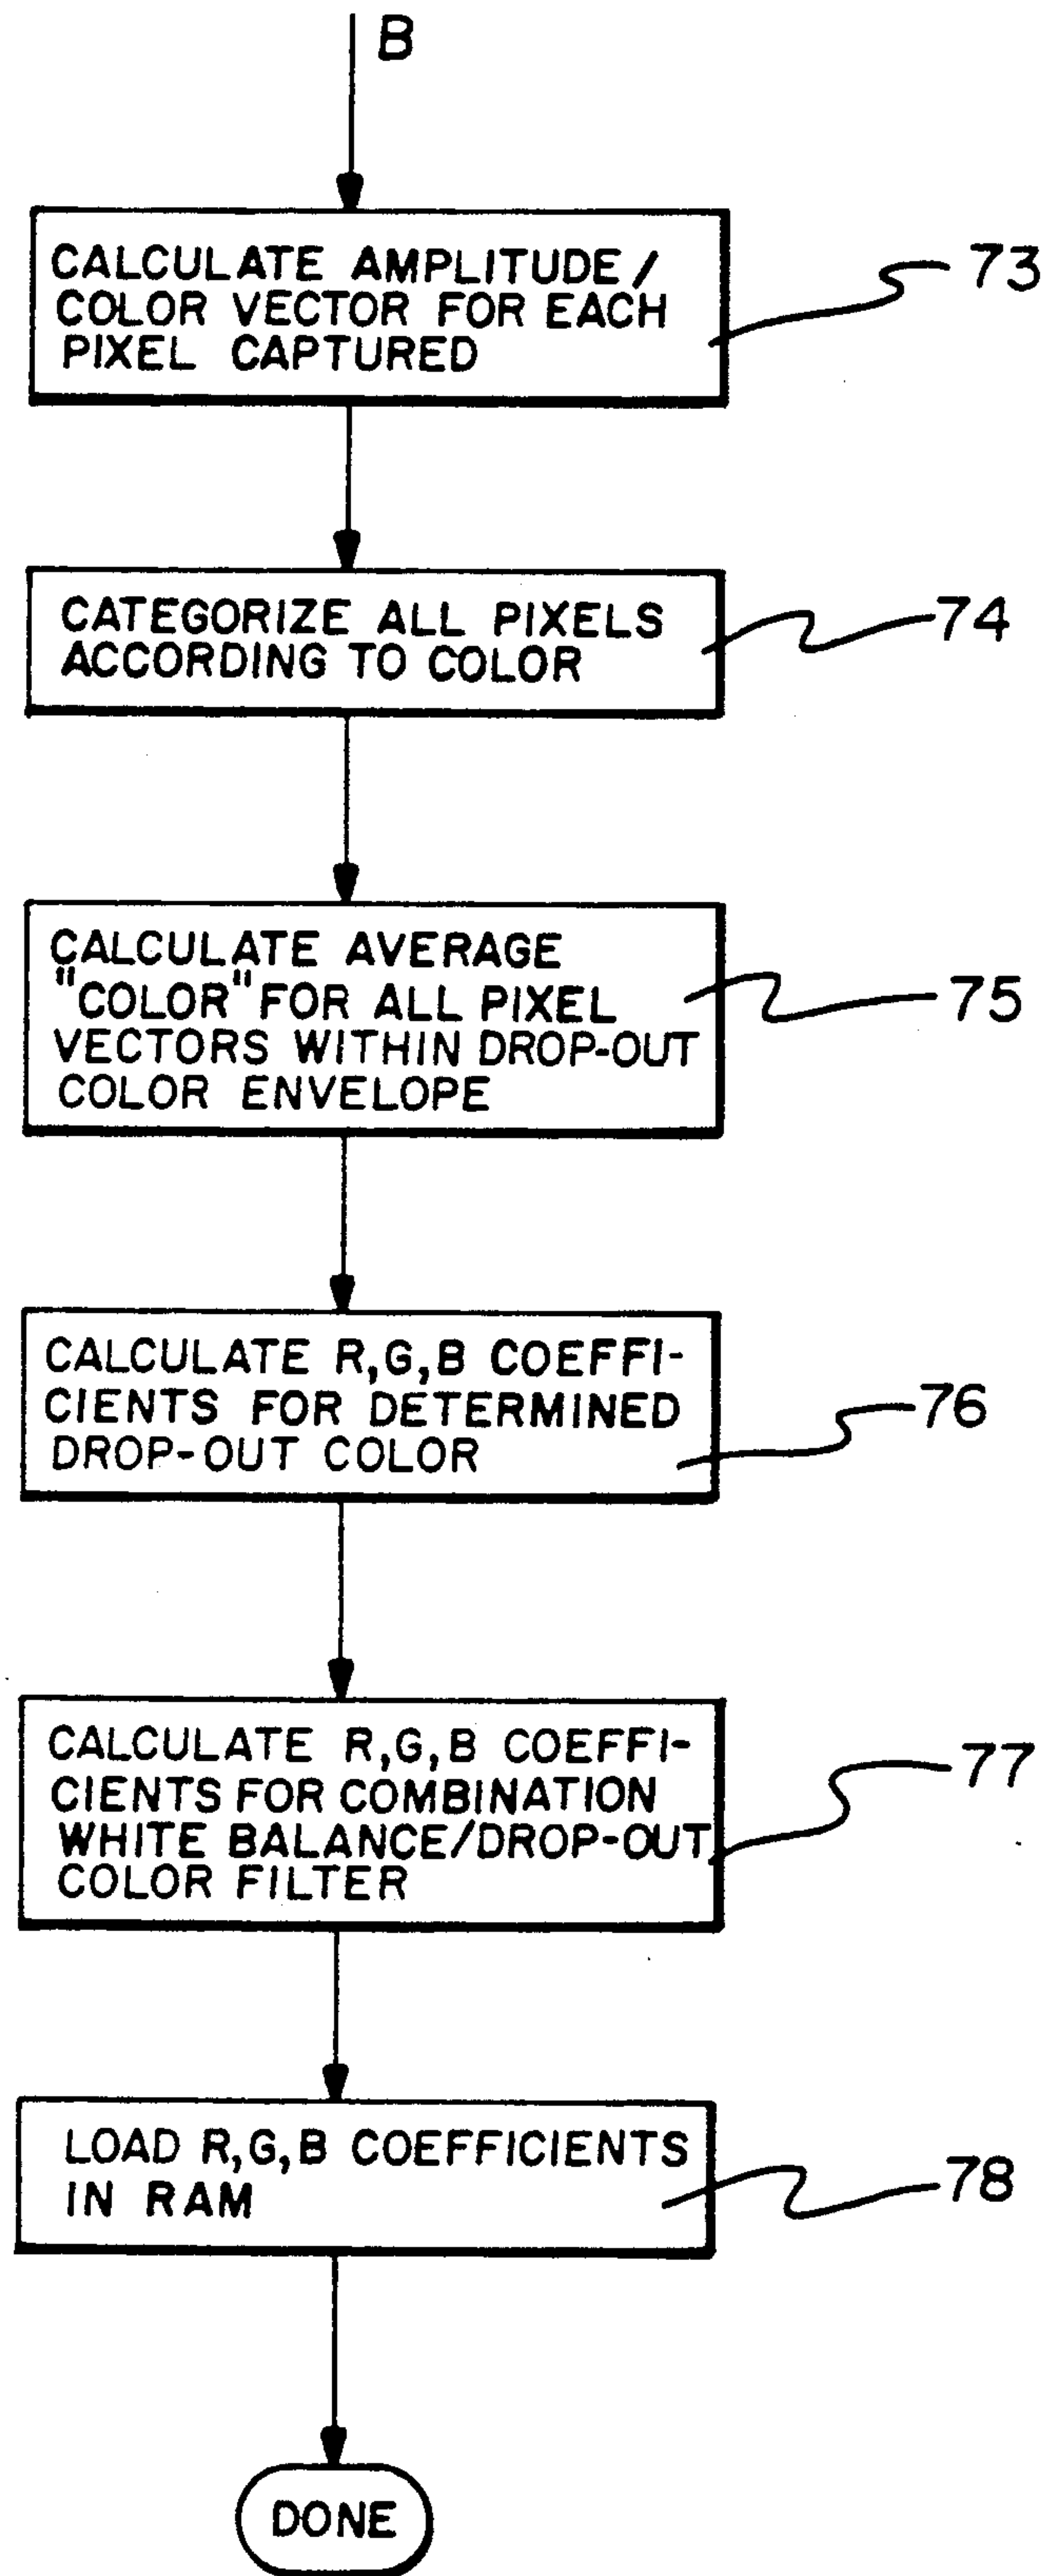 B
CALCULATE AMPLITUDE/
COLOR VECTOR FOR EACH
PIXEL CAPTURED
73
CATEGORIZE ALL PIXELS
ACCORDING TO COLOR
74
CALCULATE AVERAGE
"COLOR" FOR ALL PIXEL
VECTORS WITHIN DROP-OUT
COLOR ENVELOPE
75
CALCULATE R,G,B COEFFI-
CIENTS FOR DETERMINED
DROP-OUT COLOR
76
CALCULATE R,G,B COEFFI-
CIENTS FOR COMBINATION
WHITE BALANCE/DROP-OUT
COLOR FILTER
77
LOAD R,G,B COEFFICIENTS
IN RAM
78
DONE